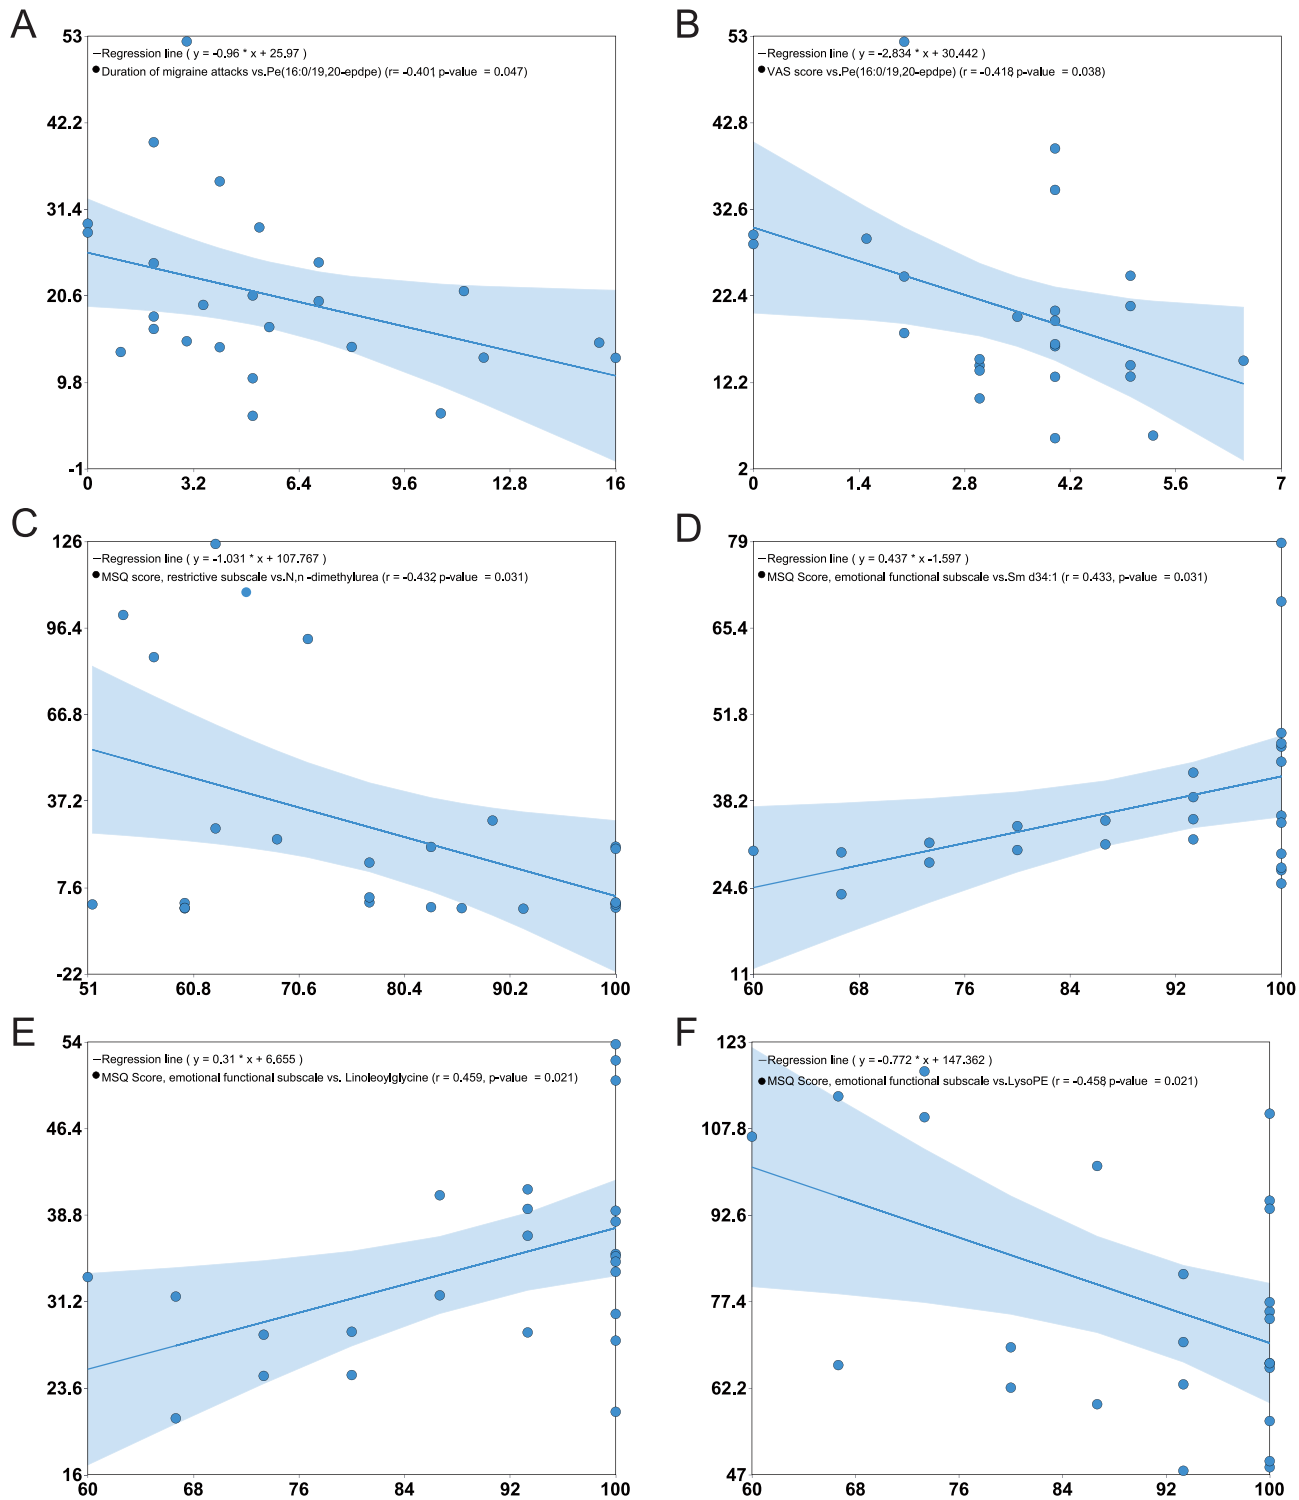 A
53
42.2
31.4
20.6
9.8
-1
Regression line ( y = -0.96 * x + 25.97 )
Duration of migraine attacks vs.Pe(16:0/19,20-epdpe) (r= -0.401 p-value = 0.047)
0 3.2 6.4 9.6 12.8 16
B
53
42.8
32.6
22.4
12.2
2
Regression line ( y = -2.834 * x + 30.442 )
VAS score vs.Pe(16:0/19,20-epdpe) (r = -0.418 p-value = 0.038)
0 1.4 2.8 4.2 5.6 7
C
126
96.4
66.8
37.2
7.6
-22
Regression line ( y = -1.031 * x + 107.767 )
MSQ score, restrictive subscale vs.N,n -dimethylurea (r = -0.432 p-value = 0.031)
51 60.8 70.6 80.4 90.2 100
D
79
65.4
51.8
38.2
24.6
11
Regression line ( y = 0.437 * x -1.597 )
MSQ Score, emotional functional subscale vs.Sm d34:1 (r = 0.433, p-value = 0.031)
60 68 76 84 92 100
E
54
46.4
38.8
31.2
23.6
16
Regression line ( y = 0.31 * x + 6.655 )
MSQ Score, emotional functional subscale vs. Linoleoylglycine (r = 0.459, p-value = 0.021)
60 68 76 84 92 100
F
123
107.8
92.6
77.4
62.2
47
Regression line ( y = -0.772 * x + 147.362 )
MSQ Score, emotional functional subscale vs.LysoPE (r = -0.458 p-value = 0.021)
60 68 76 84 92 100